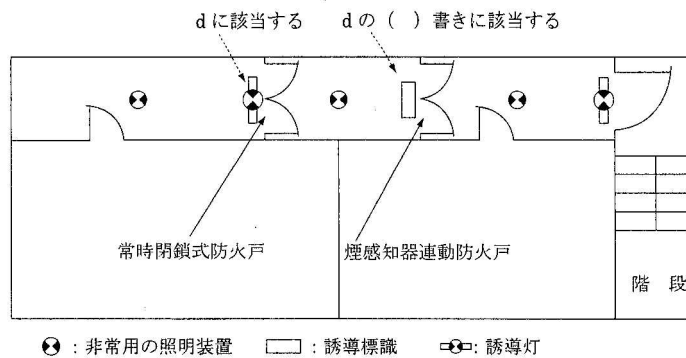 dに該当する
dの（　）書きに該当する
常時閉鎖式防火戸
煙感知器連動防火戸
階　段
：非常用の照明装置
：誘導標識
：誘導灯